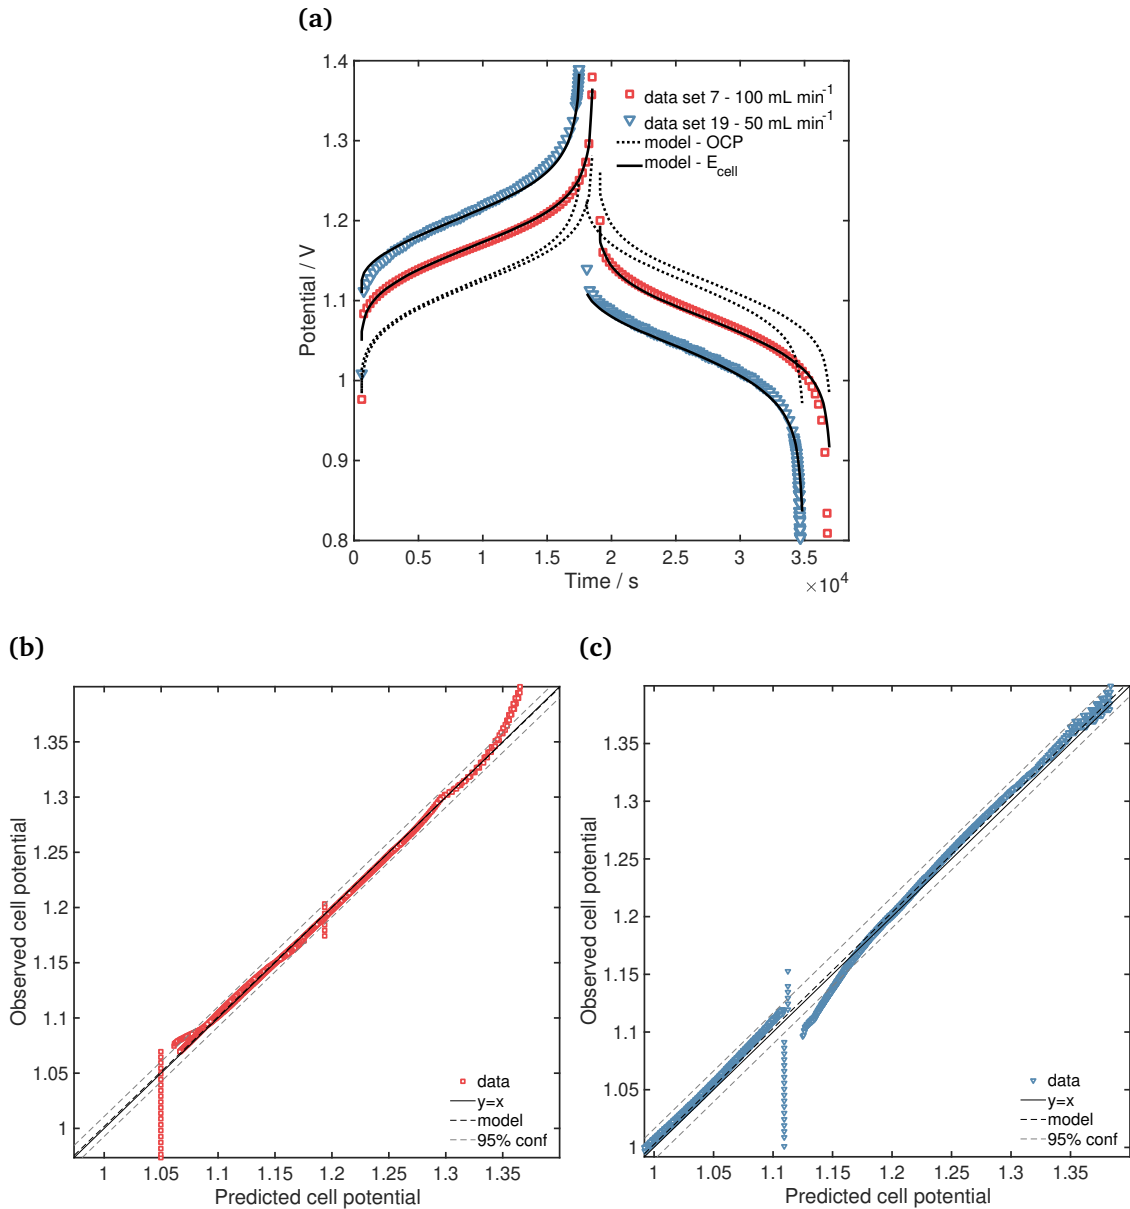 (a)
1.4
1.3
1.2
1.1
1
0.9
0.8
Potential / V
data set 7 - 100 mL min-1
data set 19 - 50 mL min-1
model - OCP
model - Ecell
0 0.5 1 1.5 2 2.5 3 3.5
Time / s
×10^4
(b)
1.35
1.3
1.25
1.2
1.15
1.1
1.05
1
Observed cell potential
data
y=x
model
95% conf
1 1.05 1.1 1.15 1.2 1.25 1.3 1.35
Predicted cell potential
(c)
1.35
1.3
1.25
1.2
1.15
1.1
1.05
1
Observed cell potential
data
y=x
model
95% conf
1 1.05 1.1 1.15 1.2 1.25 1.3 1.35
Predicted cell potential